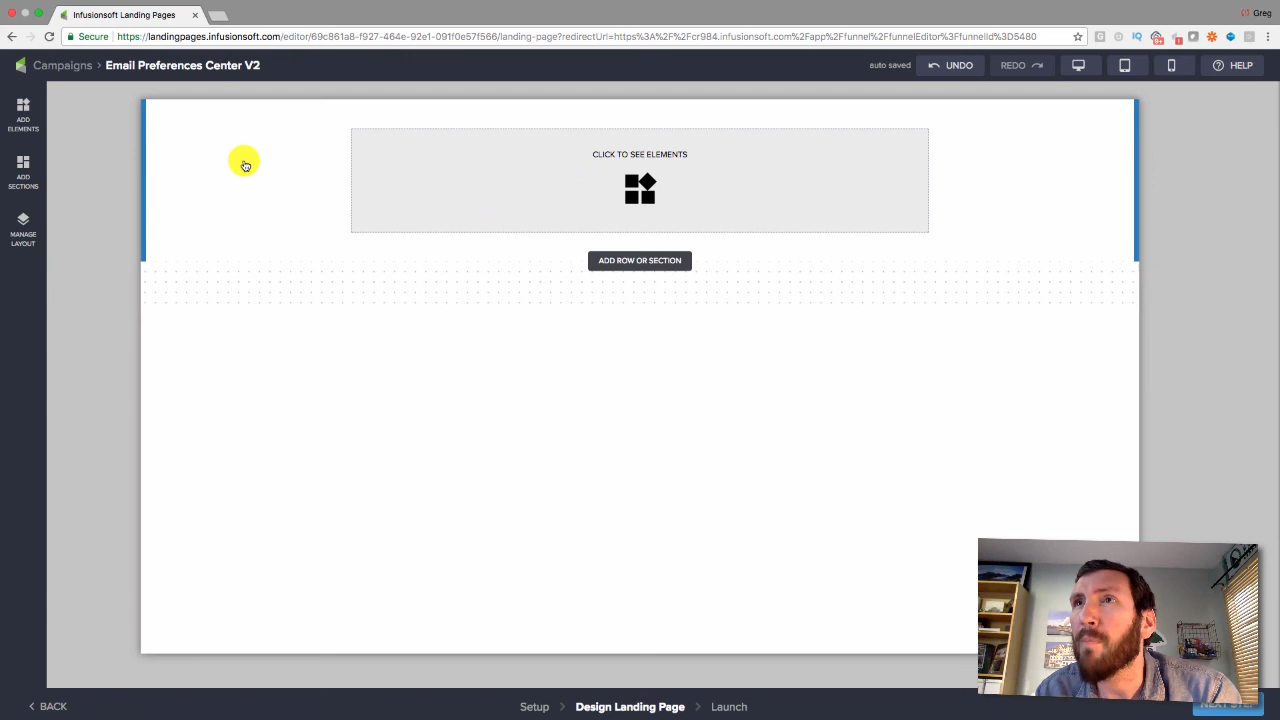 Infusionsoft Landing Pages
Greg
Secure
https://landingpages.infusionsoft.com/editor/69c861a8-f927-464e-92e1-091f0e57f566/landing-page?redirectUrl=https%3A%2F%2Fcr984.infusionsoft.com%2Fapp%2Ffunnel%2FfunnelEditor%3FfunnelId%3D5480
Campaigns > Email Preferences Center V2
auto saved
UNDO
REDO
HELP
ADD
ELEMENTS
ADD
SECTIONS
MANAGE
LAYOUT
CLICK TO SEE ELEMENTS
ADD ROW OR SECTION
BACK
Setup > Design Landing Page > Launch